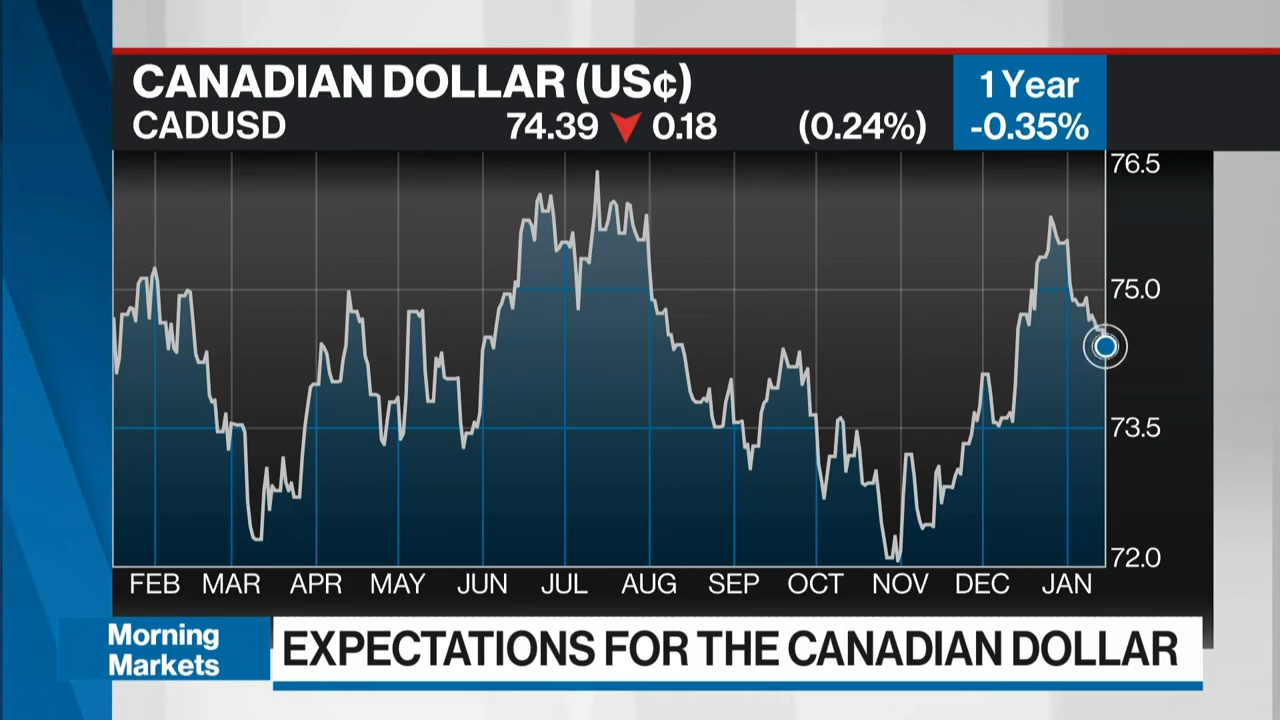 CANADIAN DOLLAR (US¢)
CADUSD 74.39 0.18 (0.24%)
1 Year
-0.35%
76.5
75.0
73.5
72.0
FEB MAR APR MAY JUN JUL AUG SEP OCT NOV DEC JAN
Morning
Markets
EXPECTATIONS FOR THE CANADIAN DOLLAR